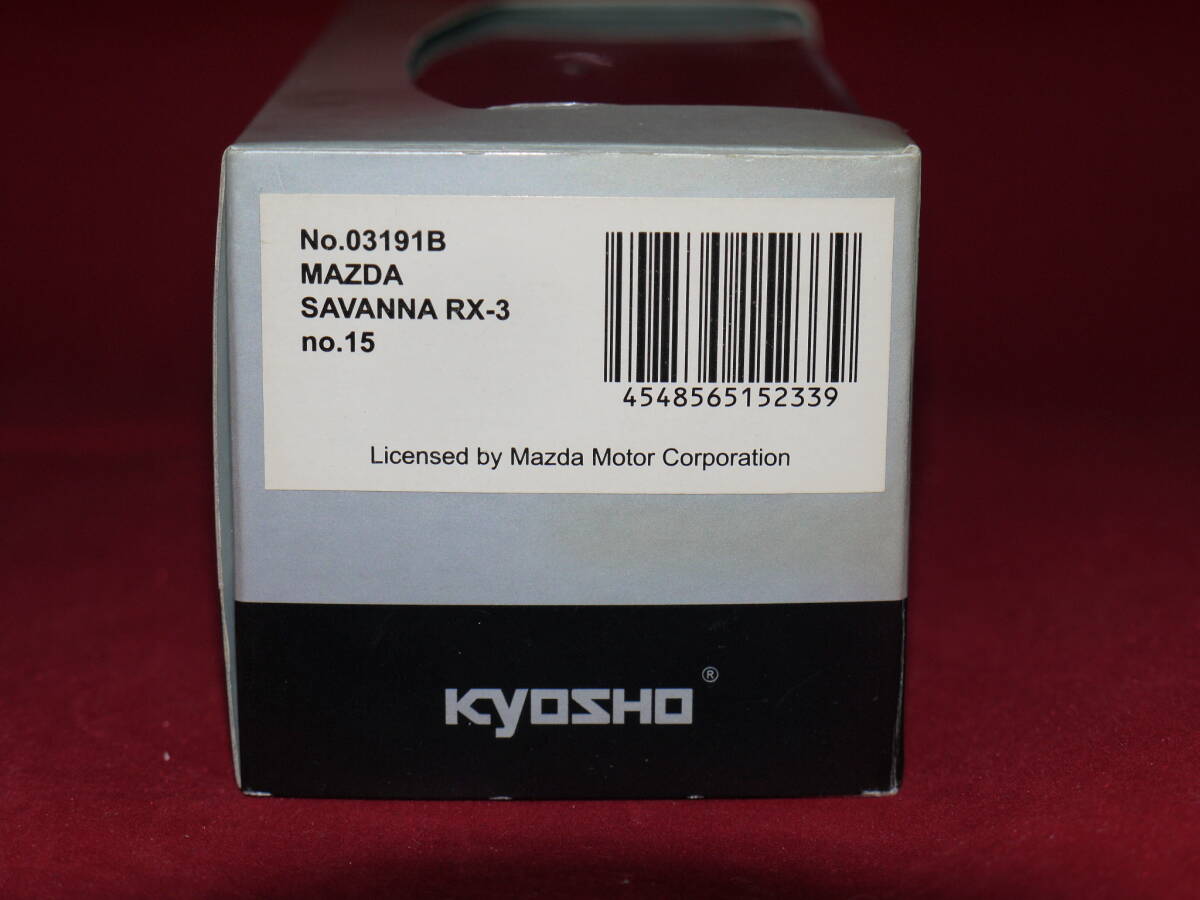 No.03191B
MAZDA
SAVANNA RX-3
no.15
4548565152339
Licensed by Mazda Motor Corporation
KYOSHO®